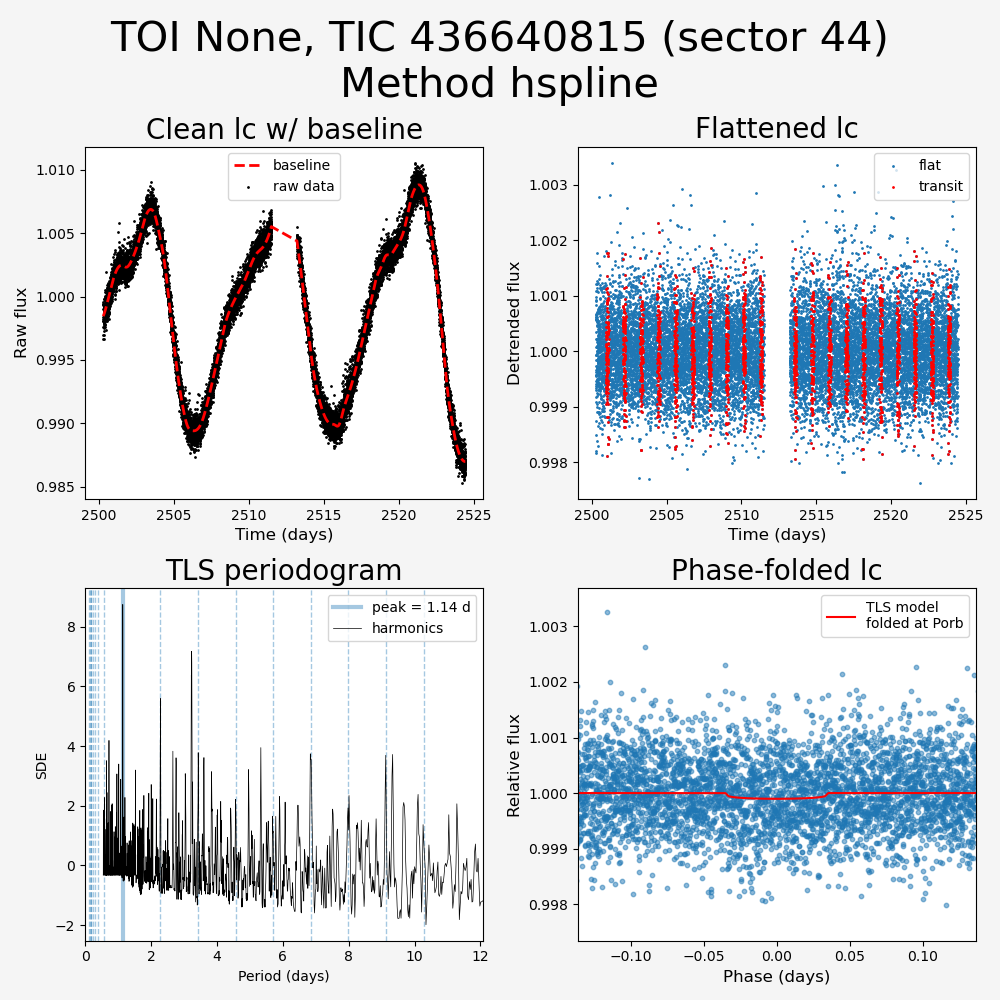 TOI None, TIC 436640815 (sector 44)
Method hspline
Clean lc w/ baseline
Flattened lc
baseline
raw data
flat
transit
1.010
1.005
1.000
0.995
0.990
0.985
Raw flux
2500
2505
2510
2515
2520
2525
Time (days)
1.003
1.002
1.001
1.000
0.999
0.998
Detrended flux
2500
2505
2510
2515
2520
2525
Time (days)
TLS periodogram
Phase-folded lc
peak = 1.14 d
harmonics
TLS model
folded at Porb
8
6
4
2
0
−2
SDE
0
2
4
6
8
10
12
Period (days)
1.003
1.002
1.001
1.000
0.999
0.998
Relative flux
−0.10
−0.05
0.00
0.05
0.10
Phase (days)